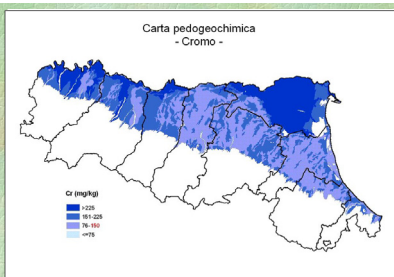 Carta pedogeochimica
- Cromo -
Cr (mg/kg)
>225
151-225
76-150
<=75